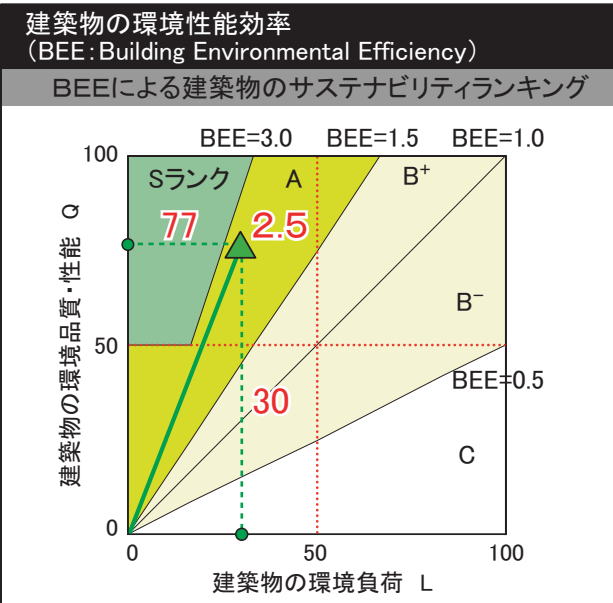 建築物の環境性能効率
（BEE：Building Environmental Efficiency）
BEEによる建築物のサステナビリティランキング
BEE=3.0 BEE=1.5 BEE=1.0
100
Sランク A B⁺
77 2.5
建築物の環境品質・性能 Q
B⁻
50
BEE=0.5
30
C
0
0 50 100
建築物の環境負荷 L